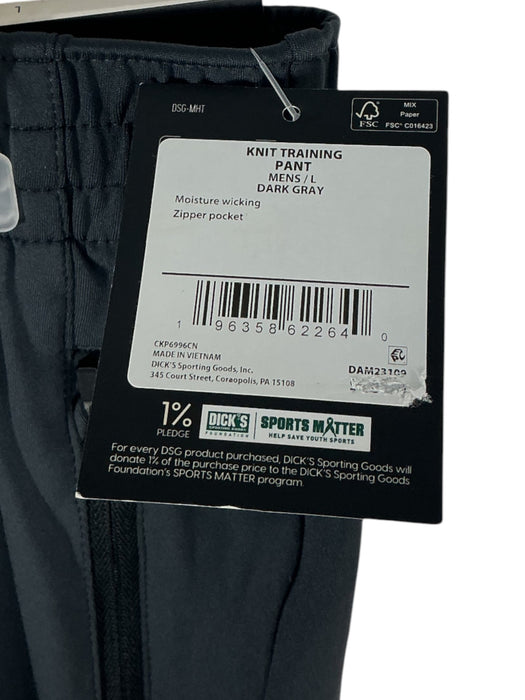 L
DSG-MHT
MIX
Paper
FSC
FSC® C016423
KNIT TRAINING
PANT
MENS / L
DARK GRAY
Moisture wicking
Zipper pocket
1 96358 62264 0
CKP6996CN
MADE IN VIETNAM
DICK'S Sporting Goods, Inc.
345 Court Street, Coraopolis, PA 15108
DAM23109
1%
PLEDGE
DICK'S
SPORTING GOODS
FOUNDATION
SPORTS MATTER
HELP SAVE YOUTH SPORTS
For every DSG product purchased, DICK'S Sporting Goods will
donate 1% of the purchase price to the DICK'S Sporting Goods
Foundation's SPORTS MATTER program.